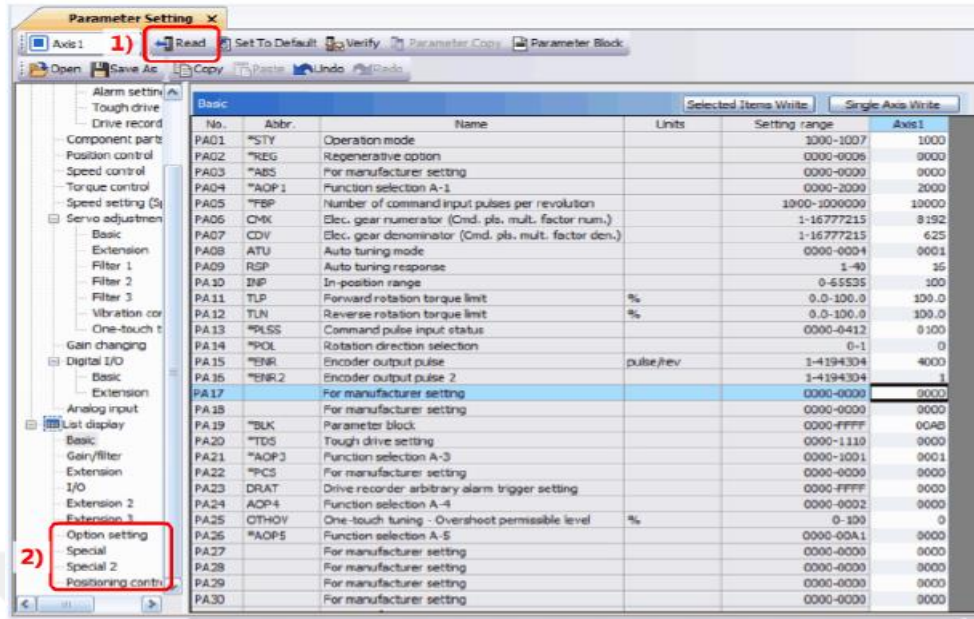 Parameter Setting ×
Axis1 1) Read Set To Default Verify Parameter Copy Parameter Block
Open Save As Copy Paste Undo Redo
Alarm settin
Tough drive
Drive record
Component parts
Position control
Speed control
Torque control
Speed setting (S
Servo adjustmen
Basic
Extension
Filter 1
Filter 2
Filter 3
Vibration cor
One-touch t
Gain changing
Digital I/O
Basic
Extension
Analog input
List display
Basic
Gain/filter
Extension
I/O
Extension 2
Extension 3
2)
Option setting
Special
Special 2
Positioning contr
Basic Selected Items Write Single Axis Write
No. Abbr. Name Units Setting range Axis1
PA01 *STY Operation mode 1000-1007 1000
PA02 *REG Regenerative option 0000-0006 0000
PA03 *ABS For manufacturer setting 0000-0000 0000
PA04 *AOP1 Function selection A-1 0000-2000 2000
PA05 *FBP Number of command input pulses per revolution 1000-1000000 10000
PA06 CMX Elec. gear numerator (Cmd. pls. mult. factor num.) 1-16777215 8192
PA07 CDV Elec. gear denominator (Cmd. pls. mult. factor den.) 1-16777215 625
PA08 ATU Auto tuning mode 0000-0004 0001
PA09 RSP Auto tuning response 1-40 16
PA10 INP In-position range 0-65535 100
PA11 TLP Forward rotation torque limit % 0.0-100.0 100.0
PA12 TLN Reverse rotation torque limit % 0.0-100.0 100.0
PA13 *PLSS Command pulse input status 0000-0412 0100
PA14 *POL Rotation direction selection 0-1 0
PA15 *ENR Encoder output pulse pulse/rev 1-4194304 4000
PA16 *ENR2 Encoder output pulse 2 1-4194304 1
PA17 For manufacturer setting 0000-0000 0000
PA18 For manufacturer setting 0000-0000 0000
PA19 *BLK Parameter block 0000-FFFF 00AB
PA20 *TDS Tough drive setting 0000-1110 0000
PA21 *AOP3 Function selection A-3 0000-1001 0001
PA22 *PCS For manufacturer setting 0000-0000 0000
PA23 DRAT Drive recorder arbitrary alarm trigger setting 0000-FFFF 0000
PA24 AOP4 Function selection A-4 0000-0002 0000
PA25 OTHOV One-touch tuning - Overshoot permissible level % 0-100 0
PA26 *AOP5 Function selection A-5 0000-00A1 0000
PA27 For manufacturer setting 0000-0000 0000
PA28 For manufacturer setting 0000-0000 0000
PA29 For manufacturer setting 0000-0000 0000
PA30 For manufacturer setting 0000-0000 0000